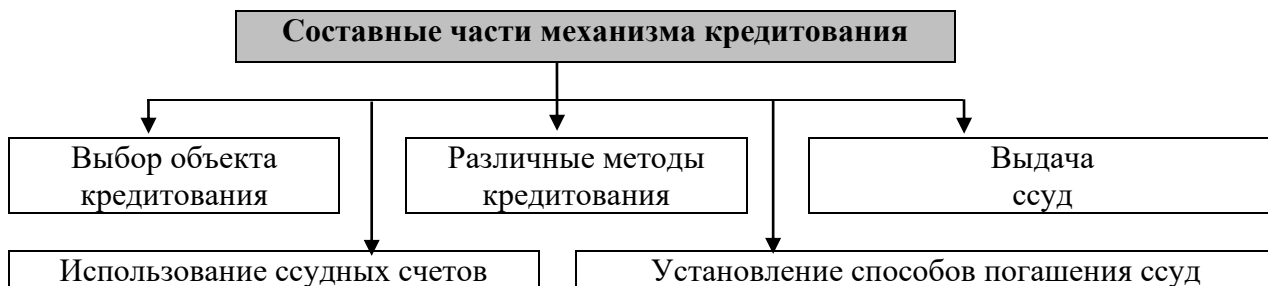 Составные части механизма кредитования
Выбор объекта
кредитования
Различные методы
кредитования
Выдача
ссуд
Использование ссудных счетов
Установление способов погашения ссуд